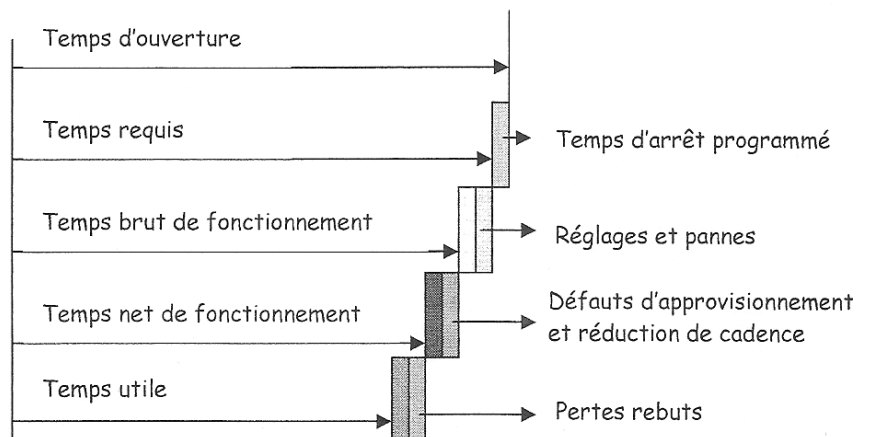 Temps d'ouverture
Temps requis
Temps d'arrêt programmé
Temps brut de fonctionnement
Réglages et pannes
Temps net de fonctionnement
Défauts d'approvisionnement
et réduction de cadence
Temps utile
Pertes rebuts